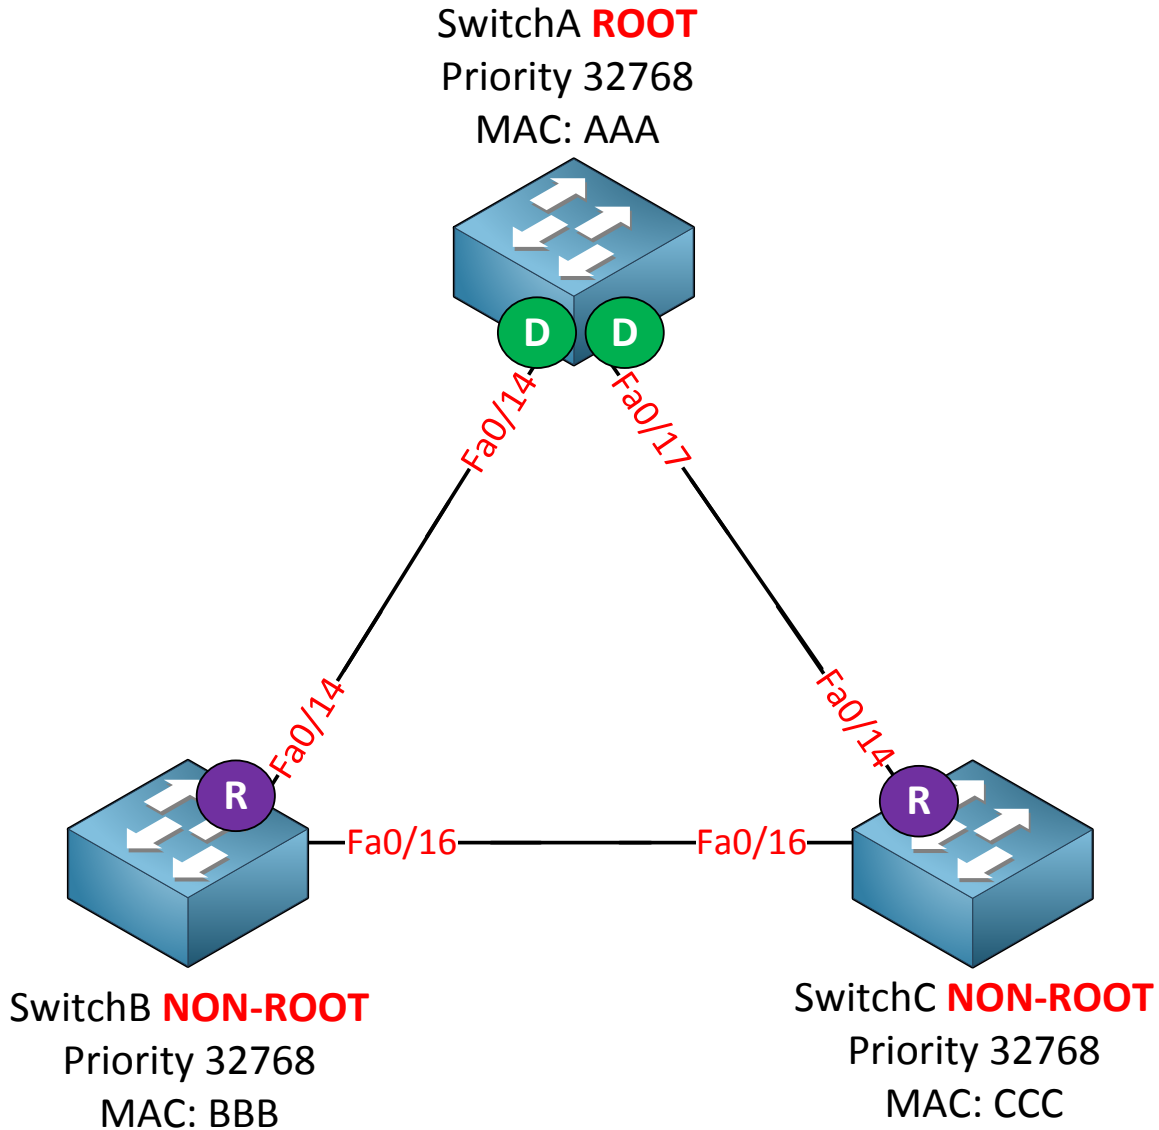 SwitchA ROOT
Priority 32768
MAC: AAA
D
D
Fa0/14
Fa0/17
Fa0/14
Fa0/14
R
R
Fa0/16
Fa0/16
SwitchB NON-ROOT
Priority 32768
MAC: BBB
SwitchC NON-ROOT
Priority 32768
MAC: CCC